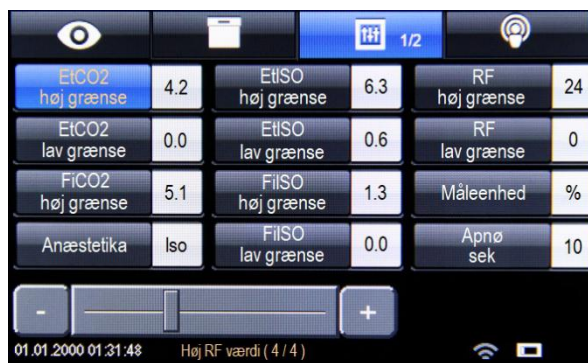 1/2
EtCO2
høj grænse
4.2
EtISO
høj grænse
6.3
RF
høj grænse
24
EtCO2
lav grænse
0.0
EtISO
lav grænse
0.6
RF
lav grænse
0
FiCO2
høj grænse
5.1
FiISO
høj grænse
1.3
Måleenhed
%
Anæstetika
Iso
FiISO
lav grænse
0.0
Apnø
sek
10
-
+
01.01.2000 01:31:48
Høj RF værdi ( 4 / 4 )